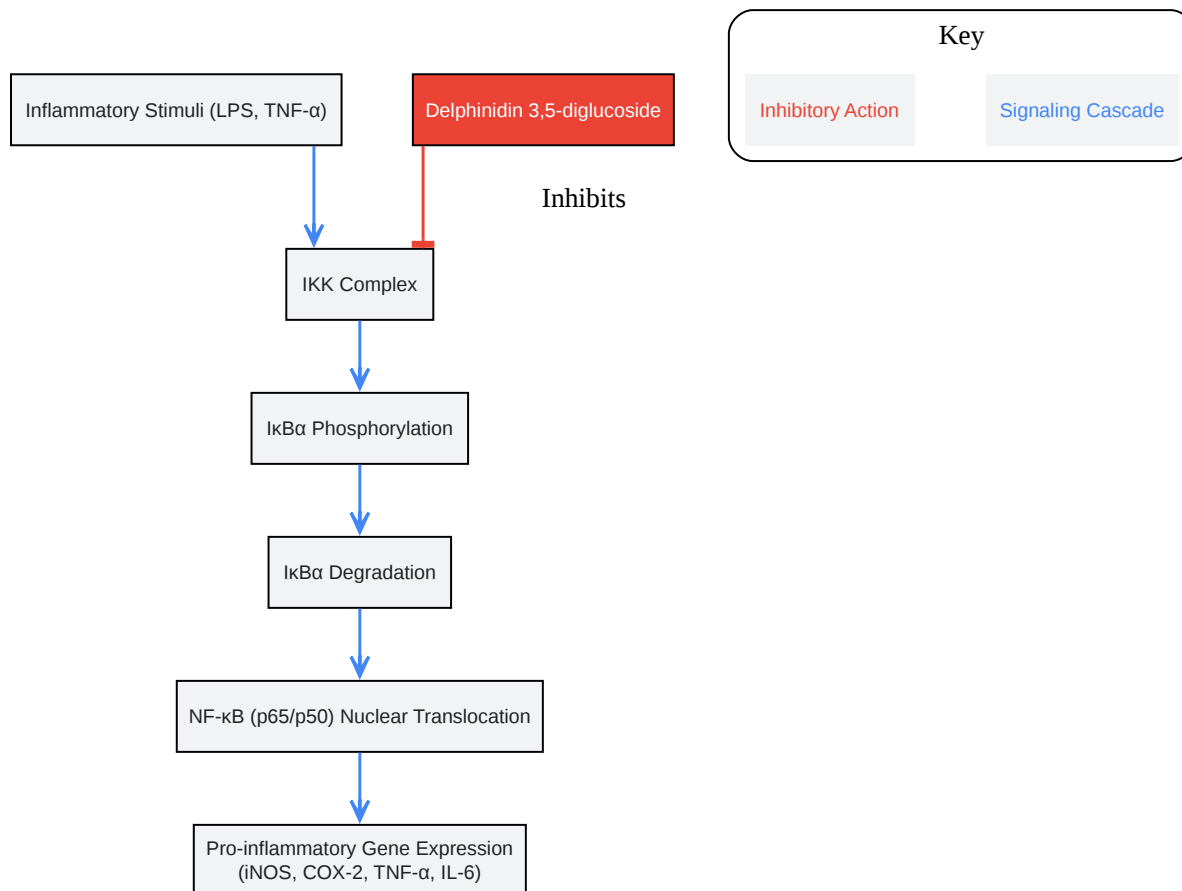 Key
Inflammatory Stimuli (LPS, TNF-α)
Delphinidin 3,5-diglucoside
Inhibitory Action
Signaling Cascade
Inhibits
IKK Complex
IκBα Phosphorylation
IκBα Degradation
NF-κB (p65/p50) Nuclear Translocation
Pro-inflammatory Gene Expression
(iNOS, COX-2, TNF-α, IL-6)